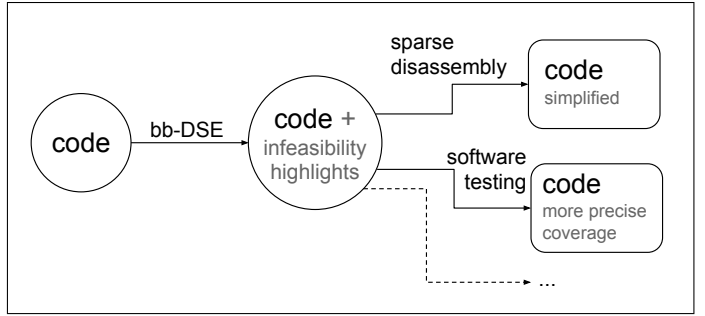 code
bb-DSE
code +
infeasibility
highlights
sparse
disassembly
code
simplified
software
testing
code
more precise
coverage
...